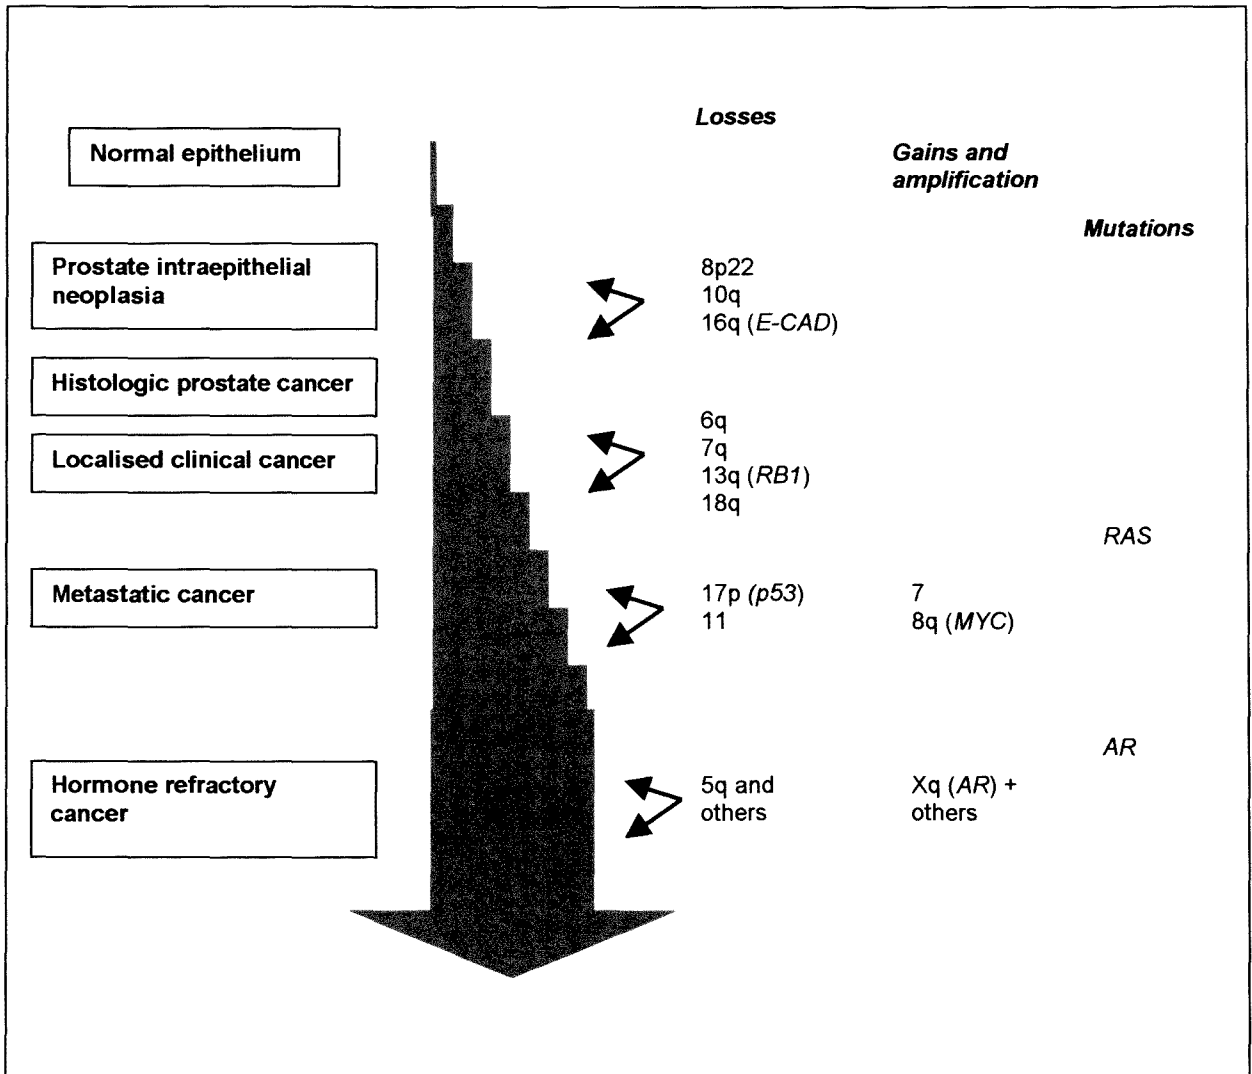 Losses
Normal epithelium
Gains and
amplification
Mutations
Prostate intraepithelial
neoplasia
8p22
10q
16q (E-CAD)
Histologic prostate cancer
Localised clinical cancer
6q
7q
13q (RB1)
18q
RAS
Metastatic cancer
17p (p53)
11
7
8q (MYC)
AR
Hormone refractory
cancer
5q and
others
Xq (AR) +
others